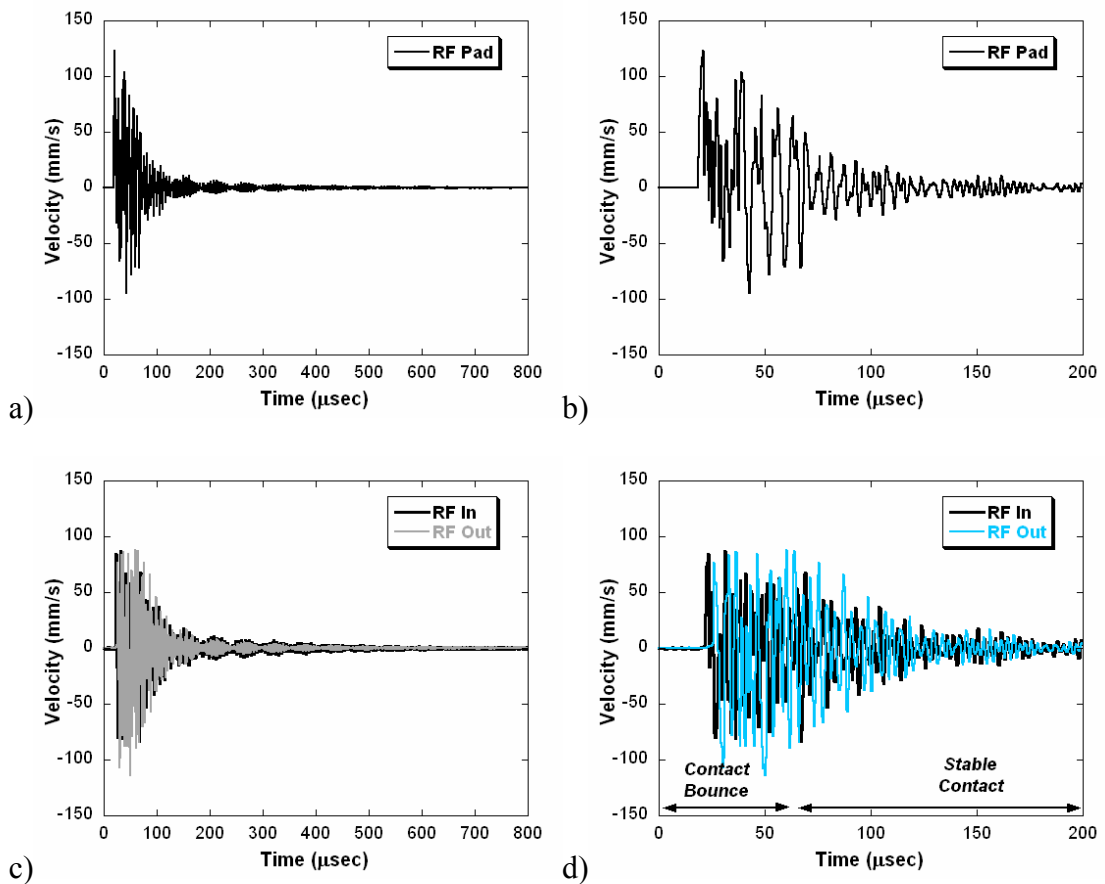 150
100
50
0
-50
-100
-150
Velocity (mm/s)
RF Pad
0 100 200 300 400 500 600 700 800
Time (μsec)
a)
150
100
50
0
-50
-100
-150
Velocity (mm/s)
RF Pad
0 50 100 150 200
Time (μsec)
b)
150
100
50
0
-50
-100
-150
Velocity (mm/s)
RF In
RF Out
0 100 200 300 400 500 600 700 800
Time (μsec)
c)
150
100
50
0
-50
-100
-150
Velocity (mm/s)
RF In
RF Out
Contact
Bounce
Stable
Contact
0 50 100 150 200
Time (μsec)
d)